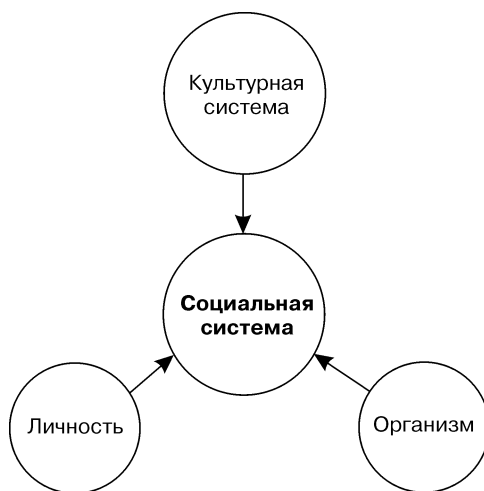 Культурная
система
Социальная
система
Личность
Организм